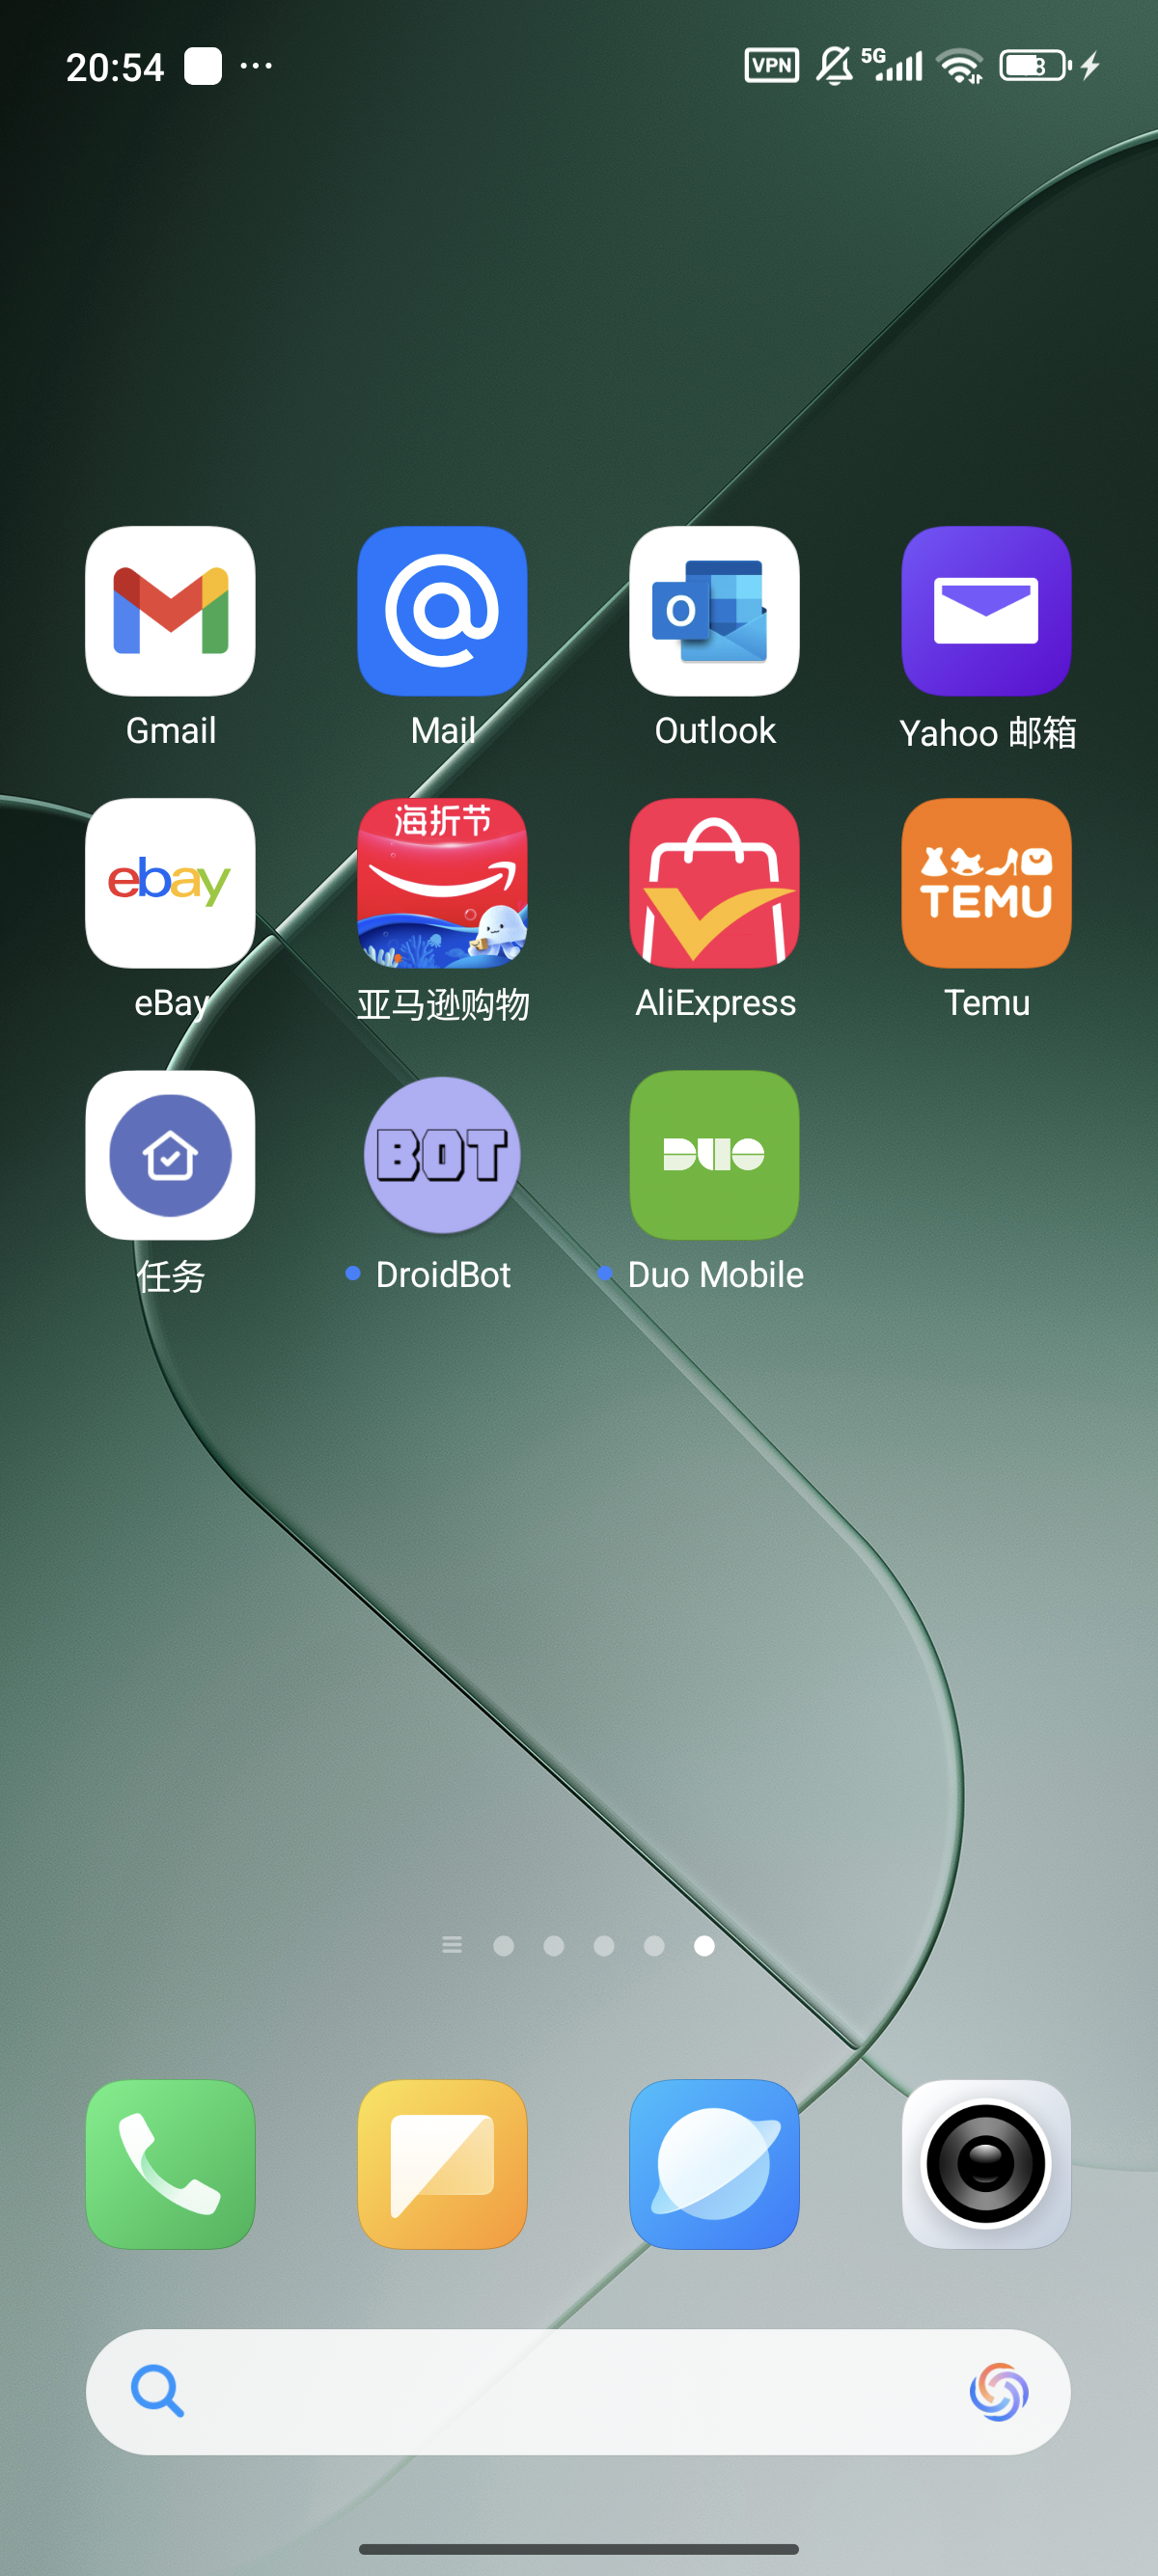 20:54
VPN
5G
Gmail
Mail
Outlook
Yahoo 邮箱
ebay
海折节
TEMU
eBay
亚马逊购物
AliExpress
Temu
BOT
DUO
任务
DroidBot
Duo Mobile